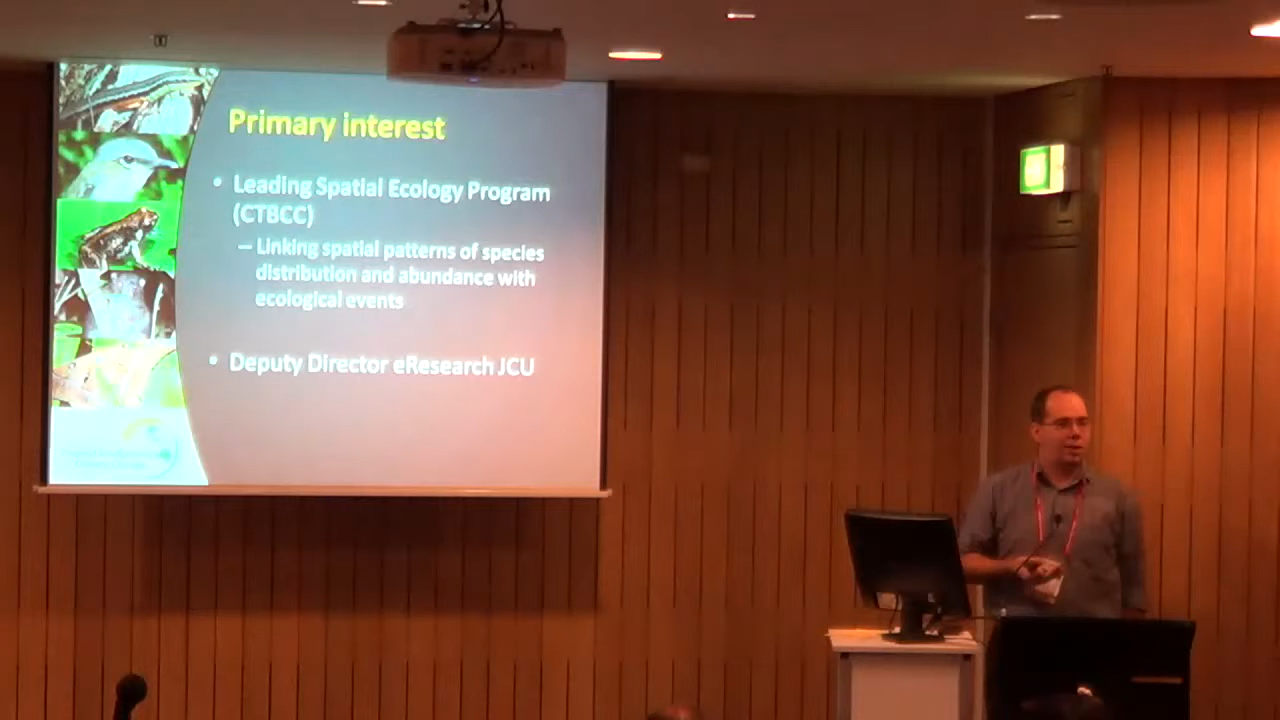 Primary interest
• Leading Spatial Ecology Program
(CTBCC)
– Linking spatial patterns of species
distribution and abundance with
ecological events
• Deputy Director eResearch JCU